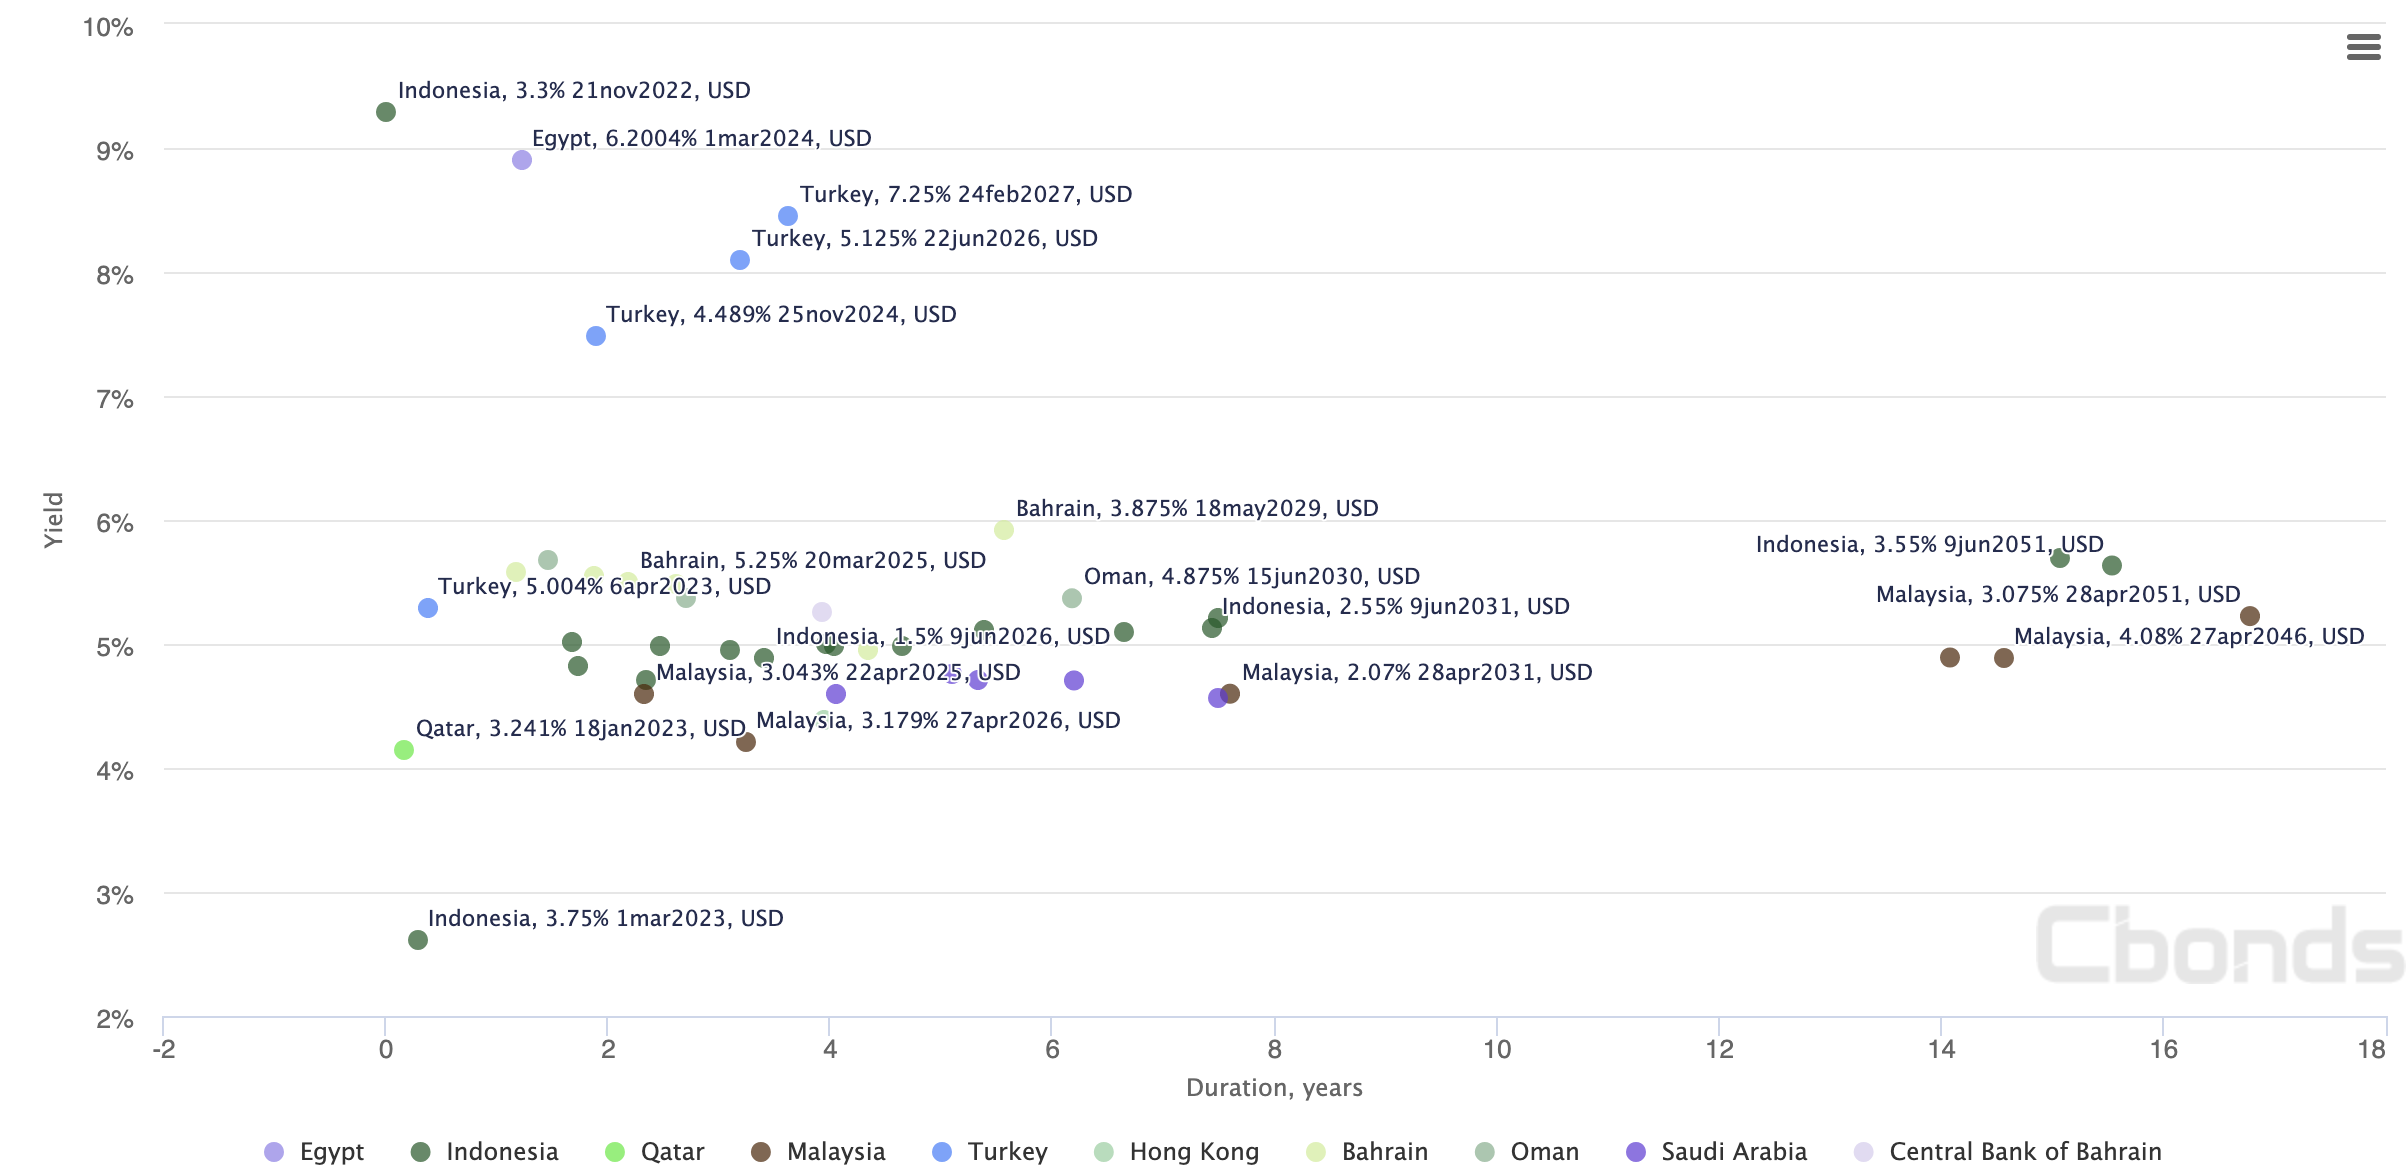 10%
Indonesia, 3.3% 21nov2022, USD
Egypt, 6.2004% 1mar2024, USD
9%
Turkey, 7.25% 24feb2027, USD
Turkey, 5.125% 22jun2026, USD
8%
Turkey, 4.489% 25nov2024, USD
7%
Yield
Bahrain, 3.875% 18may2029, USD
6%
Indonesia, 3.55% 9jun2051, USD
Bahrain, 5.25% 20mar2025, USD
Oman, 4.875% 15jun2030, USD
Turkey, 5.004% 6apr2023, USD
Malaysia, 3.075% 28apr2051, USD
Indonesia, 2.55% 9jun2031, USD
Indonesia, 1.5% 9jun2026, USD
Malaysia, 4.08% 27apr2046, USD
5%
Malaysia, 3.043% 22apr2025, USD
Malaysia, 2.07% 28apr2031, USD
Malaysia, 3.179% 27apr2026, USD
Qatar, 3.241% 18jan2023, USD
4%
3%
Indonesia, 3.75% 1mar2023, USD
Cbonds
2%
-2 0 2 4 6 8 10 12 14 16 18
Duration, years
Egypt Indonesia Qatar Malaysia Turkey Hong Kong Bahrain Oman Saudi Arabia Central Bank of Bahrain